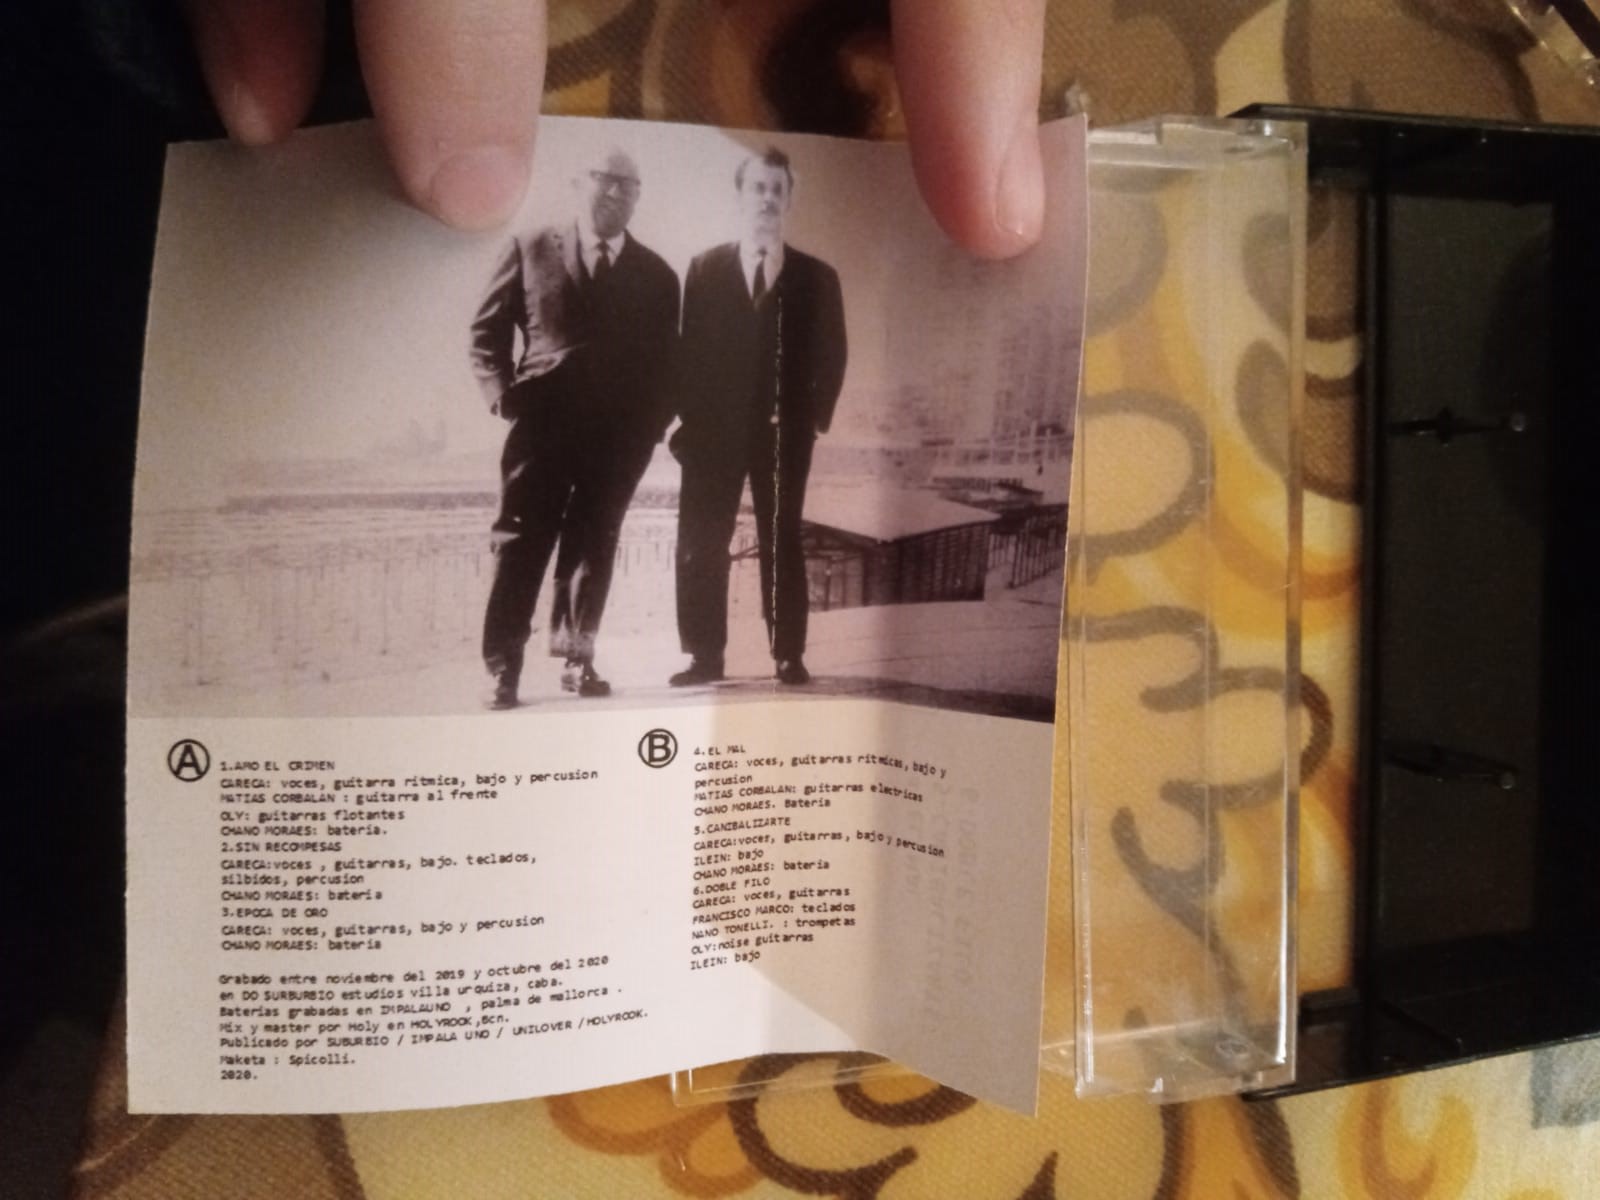 A
1.AMO EL CRIMEN
CARECA: voces, guitarra ritmica, bajo y percusion
MATIAS CORBALAN : guitarra al frente
OLY: guitarras flotantes
CHANO MORAES: bateria.
2.SIN RECOMPESAS
CARECA:voces , guitarras, bajo. teclados,
silbidos, percusion
CHANO MORAES: bateria
3.EPOCA DE ORO
CARECA: voces, guitarras, bajo y percusion
CHANO MORAES: bateria
Grabado entre noviembre del 2019 y octubre del 2020
en DO SURBURBIO estudios villa urquiza, caba.
Baterias grabadas en IMPALAUNO , palma de mallorca .
Mix y master por Holy en HOLYROOK ,Bcn.
Publicado por SUBURBIO / IMPALA UNO / UNILOVER /HOLYROOK.
Maketa : Spicolli.
2020.
B
4.EL MAL
CARECA: voces, guitarras ritmicas, bajo y
percusion
MATIAS CORBALAN: guitarras electricas
CHANO MORAES. Bateria
5.CANIBALIZARTE
CARECA:voces, guitarras, bajo y percusion
ILEIN: bajo
CHANO MORAES: bateria
6.DOBLE FILO
CARECA: voces, guitarras
FRANCISCO MARCO: teclados
NANO TONELLI. : trompetas
OLY:noise guitarras
ILEIN: bajo